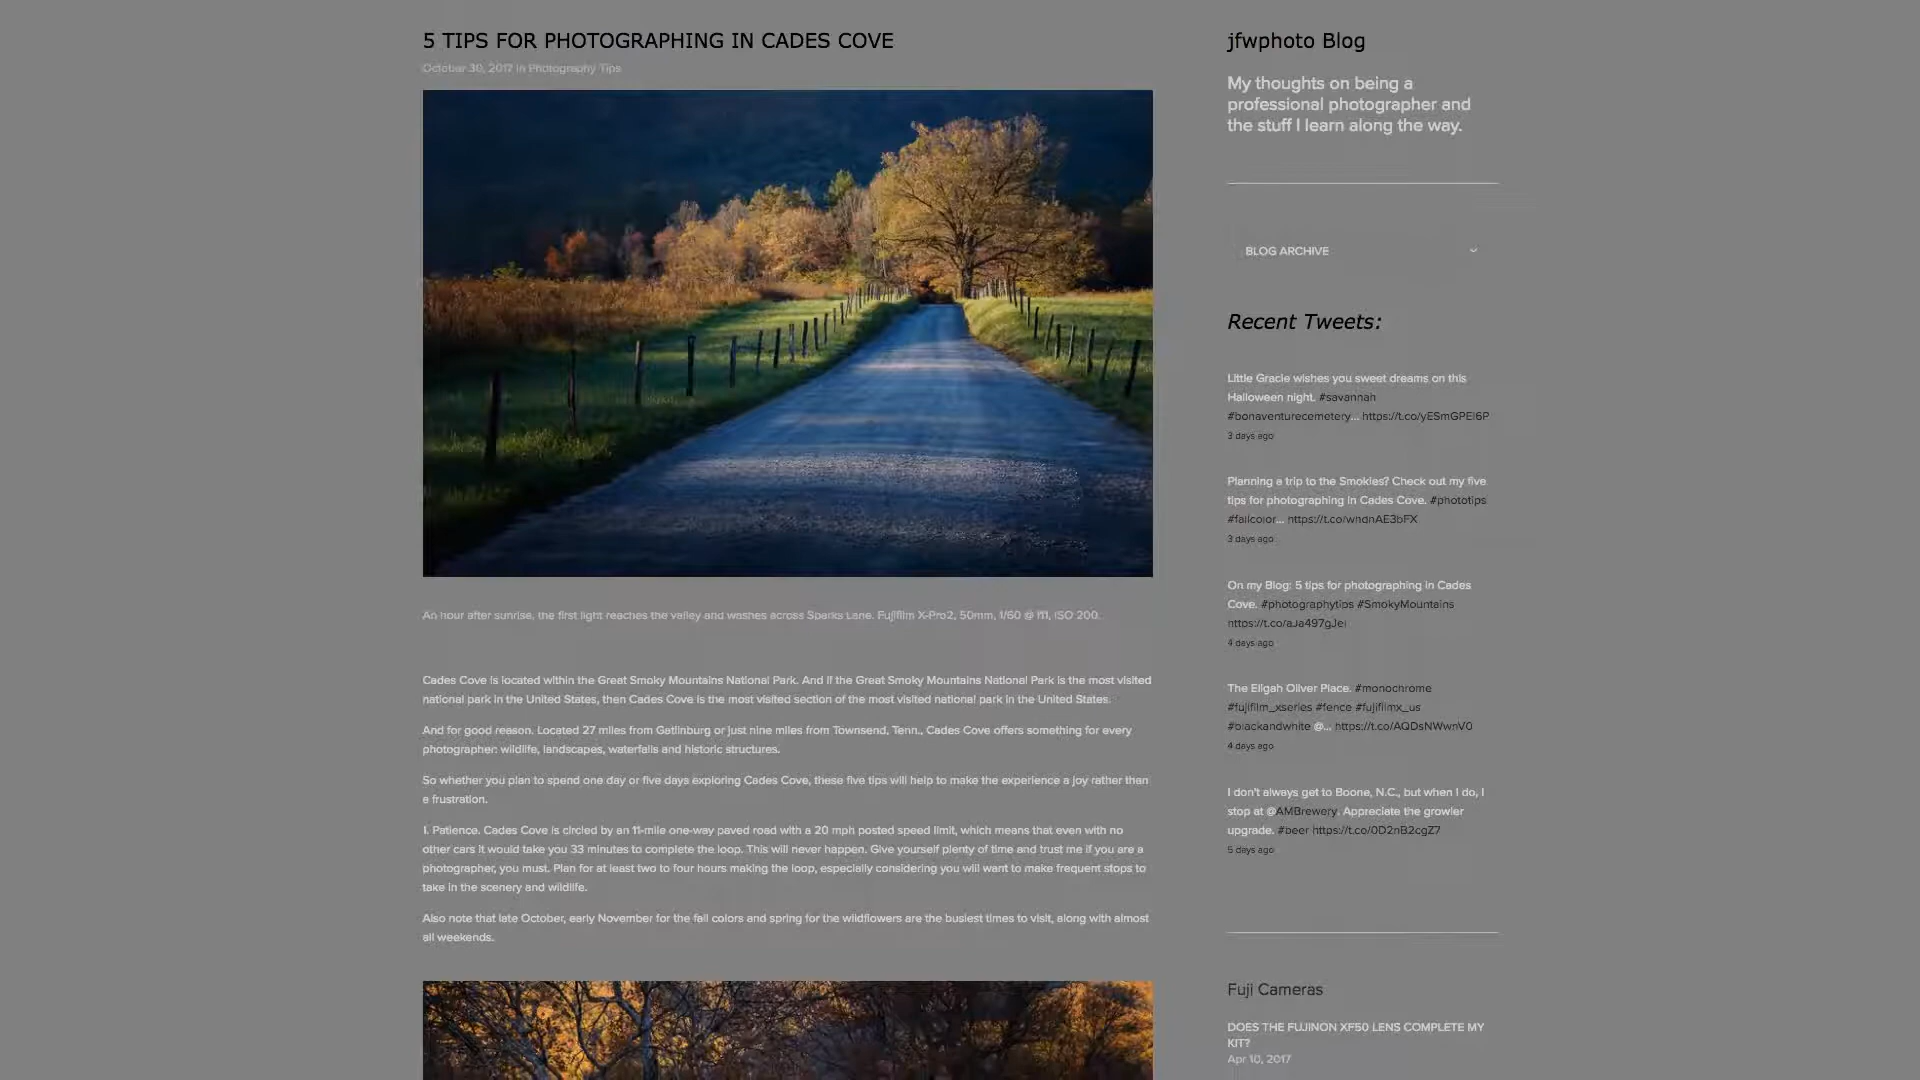 5 TIPS FOR PHOTOGRAPHING IN CADES COVE
October 30, 2017 in Photography Tips
An hour after sunrise, the first light reaches the valley and washes across Sparks Lane. Fujifilm X-Pro2, 50mm, 1/60 @ f11, ISO 200.
Cades Cove is located within the Great Smoky Mountains National Park. And if the Great Smoky Mountains National Park is the most visited
national park in the United States, then Cades Cove is the most visited section of the most visited national park in the United States.
And for good reason. Located 27 miles from Gatlinburg or just nine miles from Townsend, Tenn., Cades Cove offers something for every
photographer: wildlife, landscapes, waterfalls and historic structures.
So whether you plan to spend one day or five days exploring Cades Cove, these five tips will help to make the experience a joy rather than
a frustration.
1. Patience. Cades Cove is circled by an 11-mile one-way paved road with a 20 mph posted speed limit, which means that even with no
other cars it would take you 33 minutes to complete the loop. This will never happen. Give yourself plenty of time and trust me if you are a
photographer, you must. Plan for at least two to four hours making the loop, especially considering you will want to make frequent stops to
take in the scenery and wildlife.
Also note that late October, early November for the fall colors and spring for the wildflowers are the busiest times to visit, along with almost
all weekends.
jfwphoto Blog
My thoughts on being a
professional photographer and
the stuff I learn along the way.
BLOG ARCHIVE
Recent Tweets:
Little Gracie wishes you sweet dreams on this
Halloween night. #savannah
#bonaventurecemetery... https://t.co/yESmGPEi6P
3 days ago
Planning a trip to the Smokies? Check out my five
tips for photographing in Cades Cove. #phototips
#fallcolor... https://t.co/whdnAE3bFX
3 days ago
On my Blog: 5 tips for photographing in Cades
Cove. #photographytips #SmokyMountains
https://t.co/aJa497gJei
4 days ago
The Eligah Oliver Place. #monochrome
#fujifilm_xseries #fence #fujifilmx_us
#blackandwhite @... https://t.co/AQDsNWwnV0
4 days ago
I don't always get to Boone, N.C., but when I do, I
stop at @AMBrewery. Appreciate the growler
upgrade. #beer https://t.co/0D2nB2cgZ7
5 days ago
Fuji Cameras
DOES THE FUJINON XF50 LENS COMPLETE MY
KIT?
Apr 10, 2017